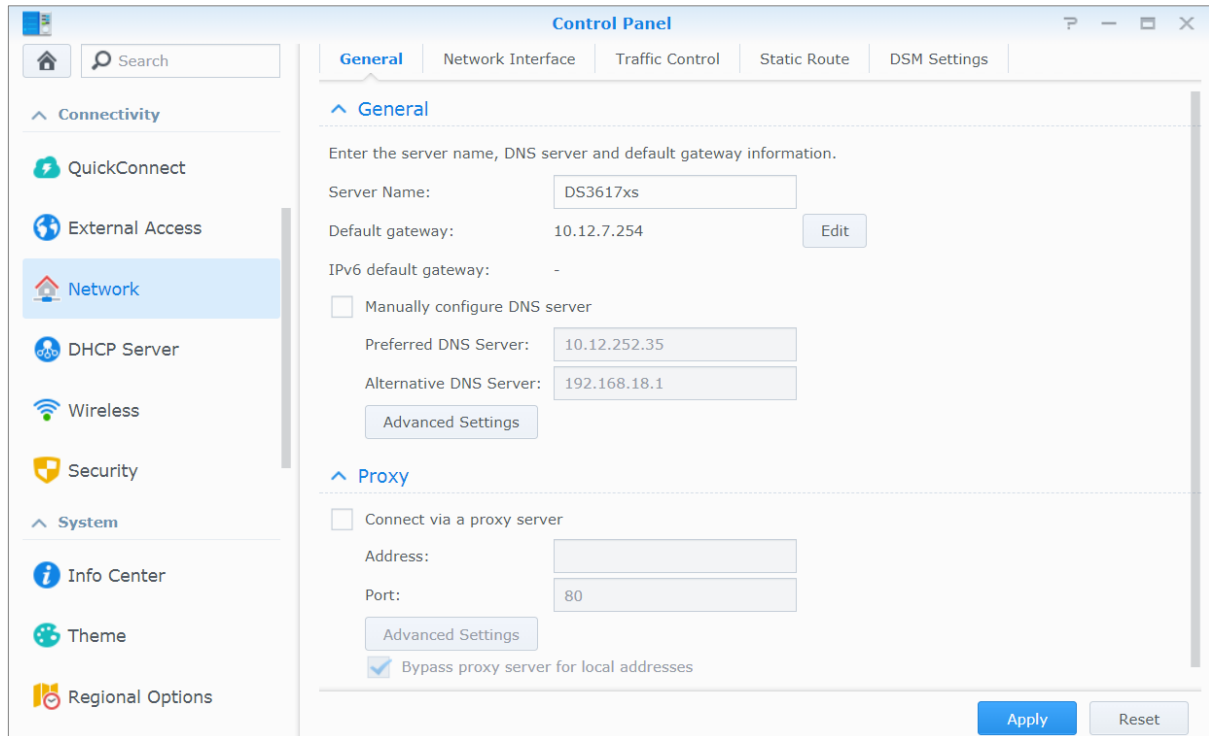 Control Panel
Search
Connectivity
QuickConnect
External Access
Network
DHCP Server
Wireless
Security
System
Info Center
Theme
Regional Options
General Network Interface Traffic Control Static Route DSM Settings
General
Enter the server name, DNS server and default gateway information.
Server Name: DS3617xs
Default gateway: 10.12.7.254 Edit
IPv6 default gateway: -
Manually configure DNS server
Preferred DNS Server: 10.12.252.35
Alternative DNS Server: 192.168.18.1
Advanced Settings
Proxy
Connect via a proxy server
Address:
Port: 80
Advanced Settings
Bypass proxy server for local addresses
Apply Reset